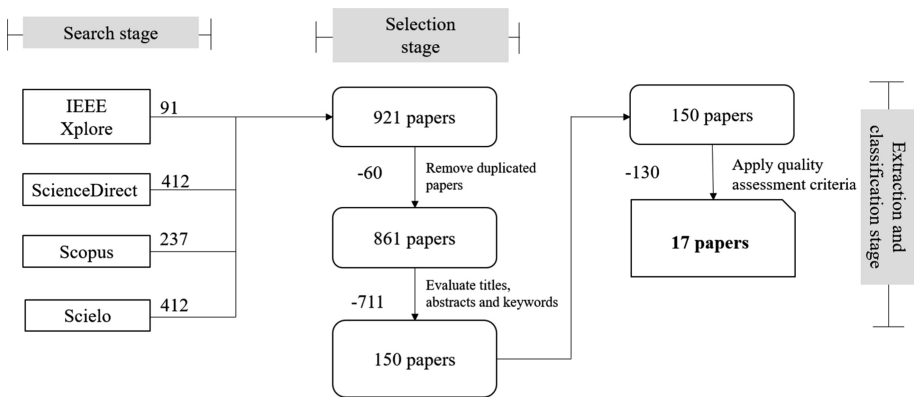 Search stage
Selection
stage
IEEE
Xplore
91
ScienceDirect
412
Scopus
237
Scielo
412
921 papers
-60
Remove duplicated
papers
861 papers
-711
Evaluate titles,
abstracts and keywords
150 papers
150 papers
-130
Apply quality
assessment criteria
17 papers
Extraction and
classification stage